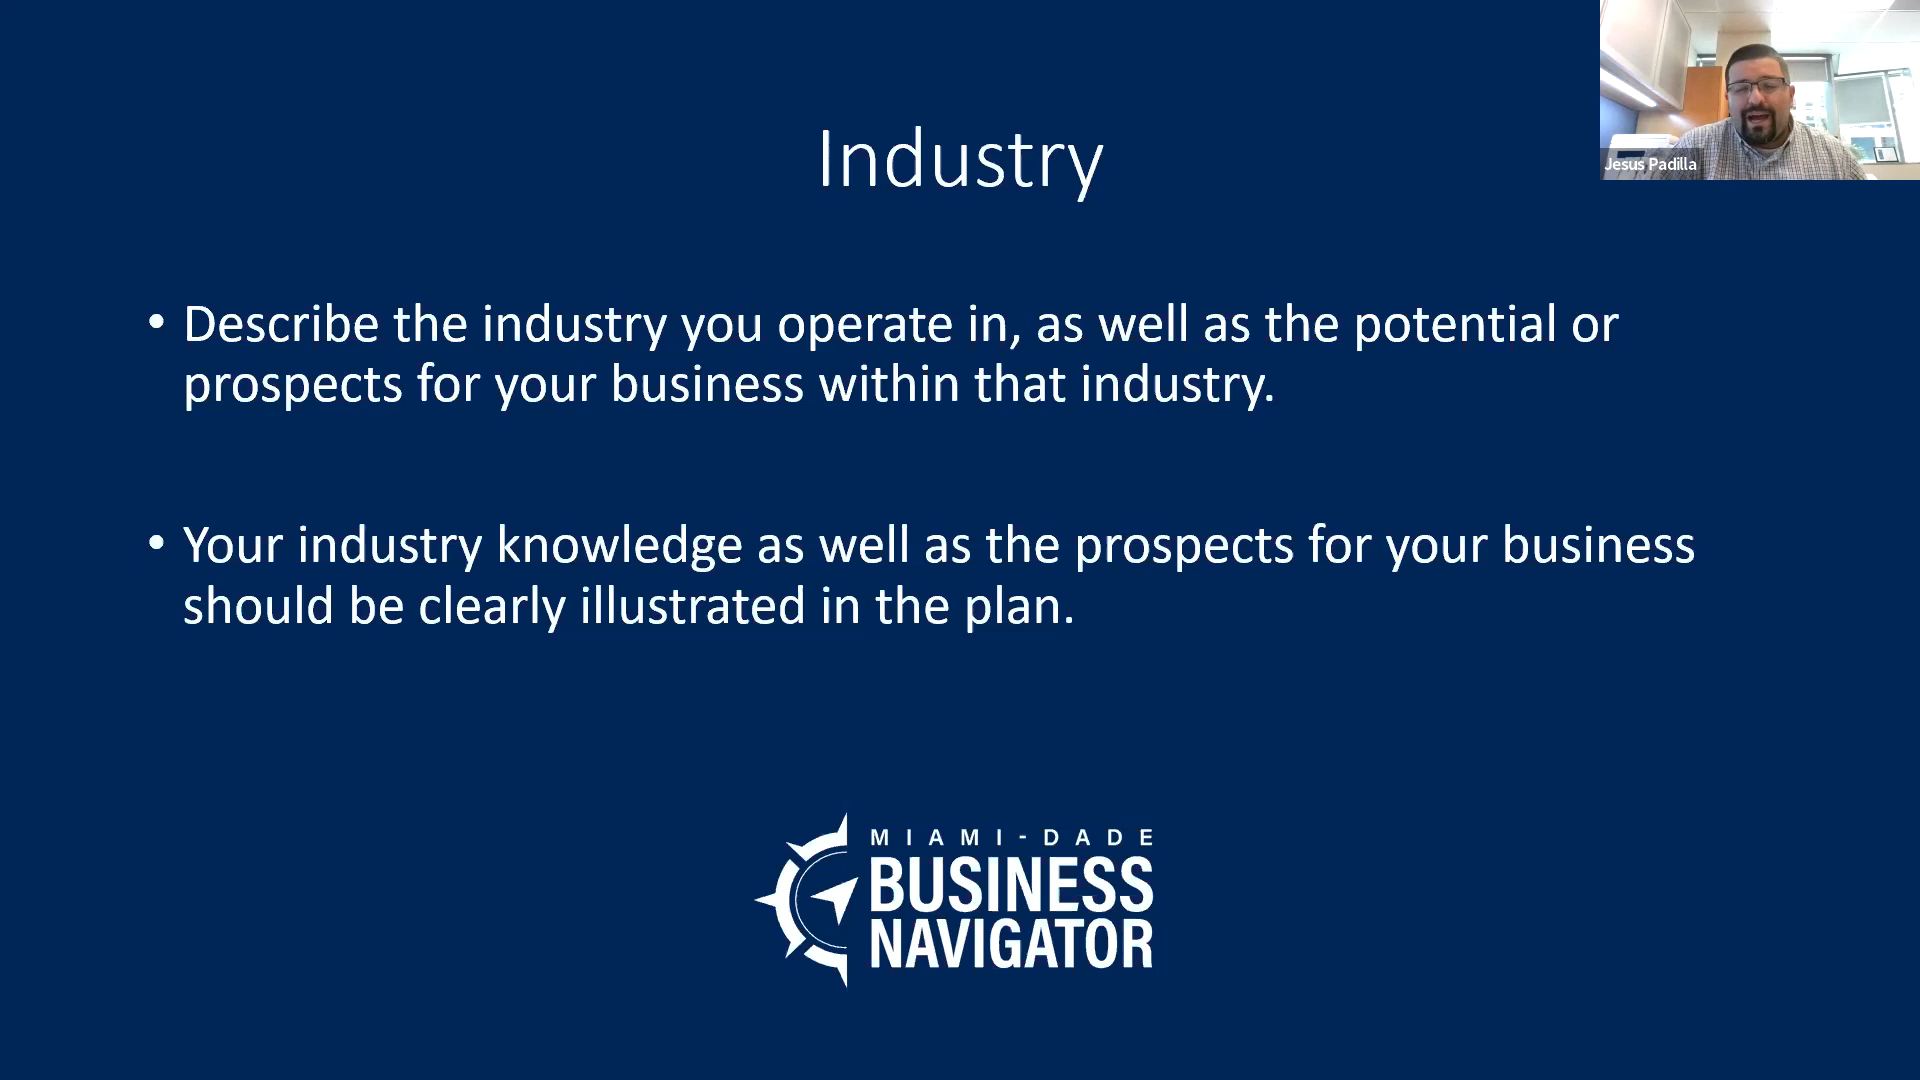 Industry
Jesus Padilla
• Describe the industry you operate in, as well as the potential or
prospects for your business within that industry.
• Your industry knowledge as well as the prospects for your business
should be clearly illustrated in the plan.
MIAMI-DADE
BUSINESS
NAVIGATOR